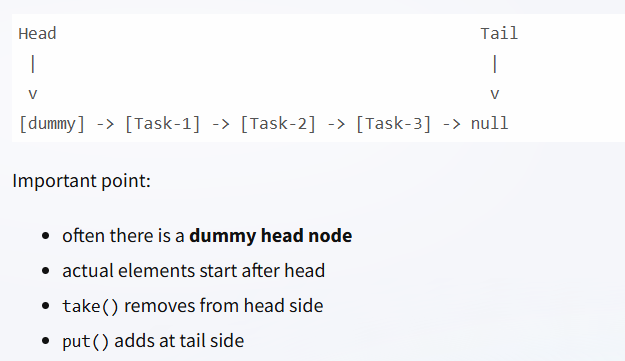 Head                                            Tail
 |                                               |
 v                                               v
[dummy] -> [Task-1] -> [Task-2] -> [Task-3] -> null
Important point:
• often there is a dummy head node
• actual elements start after head
• take() removes from head side
• put() adds at tail side